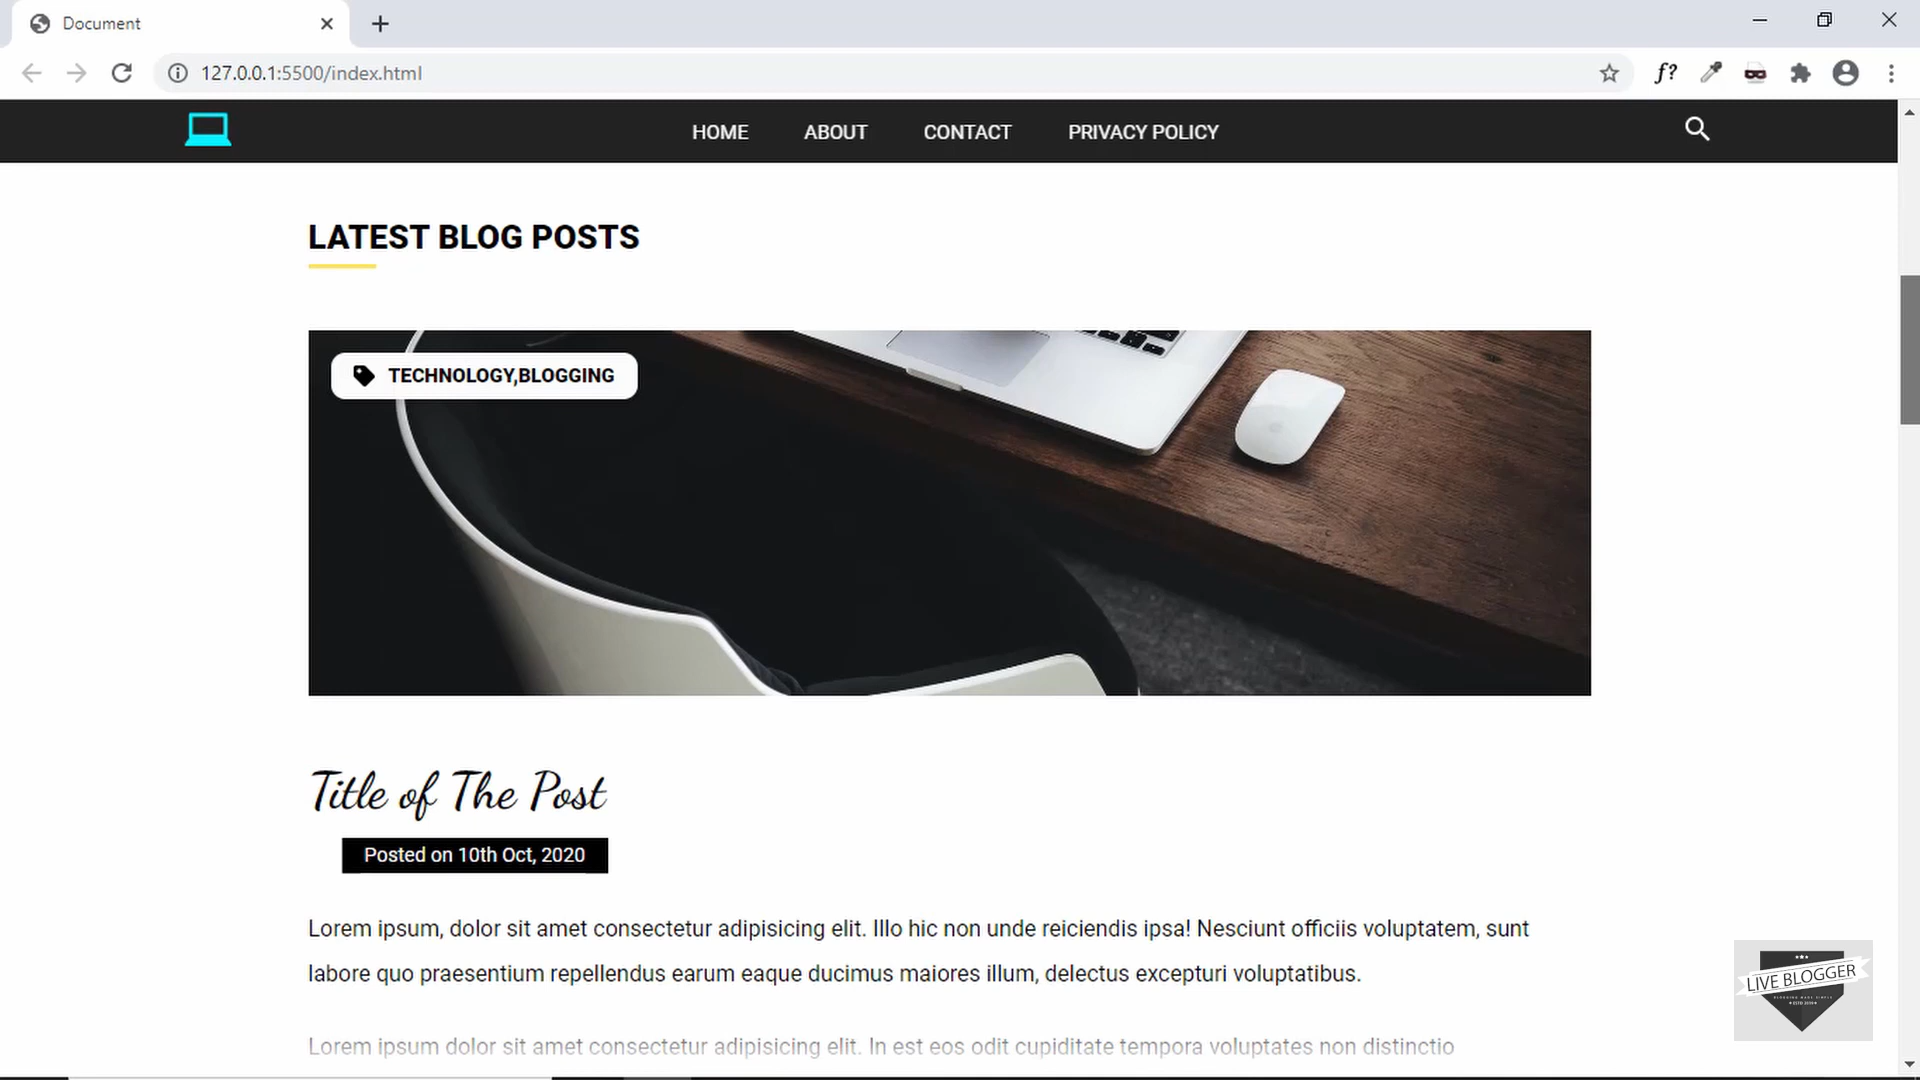 Document
127.0.0.1:5500/index.html
f?
HOME ABOUT CONTACT PRIVACY POLICY
LATEST BLOG POSTS
TECHNOLOGY,BLOGGING
Title of The Post
Posted on 10th Oct, 2020
Lorem ipsum, dolor sit amet consectetur adipisicing elit. Illo hic non unde reiciendis ipsa! Nesciunt officiis voluptatem, sunt
labore quo praesentium repellendus earum eaque ducimus maiores illum, delectus excepturi voluptatibus.
Lorem ipsum dolor sit amet consectetur adipisicing elit. In est eos odit cupiditate tempora voluptates non distinctio
LIVE BLOGGER